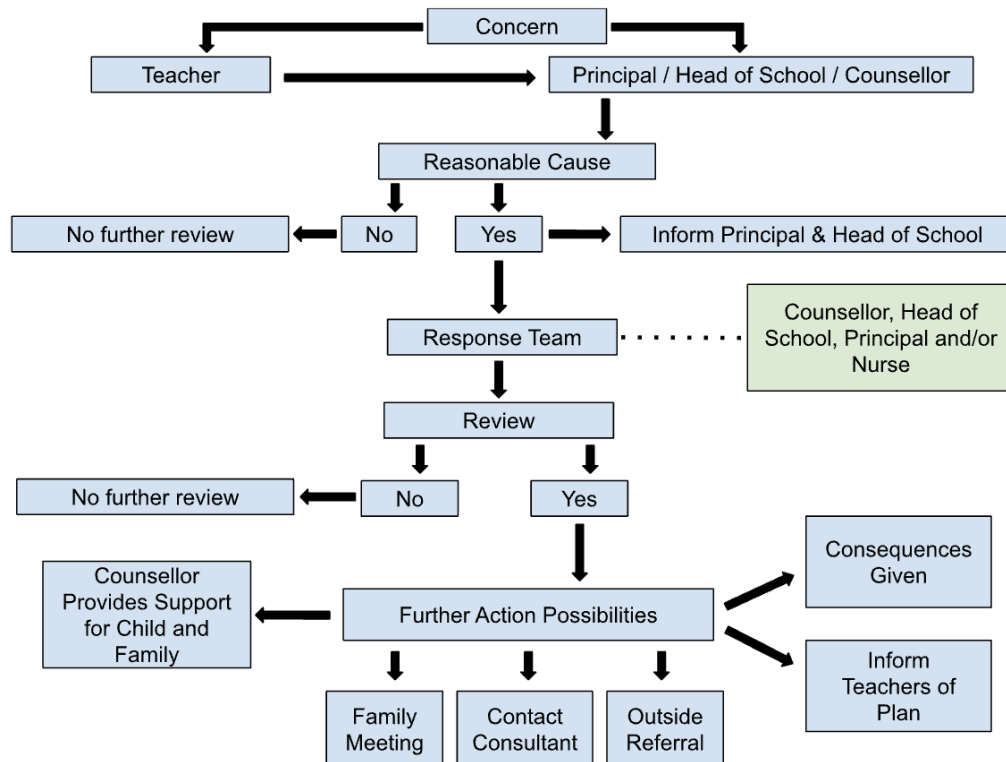 Concern
Teacher
Principal / Head of School / Counsellor
Reasonable Cause
No further review
No
Yes
Inform Principal & Head of School
Response Team
Counsellor, Head of
School, Principal and/or
Nurse
Review
No further review
No
Yes
Consequences
Given
Counsellor
Provides Support
for Child and
Family
Further Action Possibilities
Inform
Teachers of
Plan
Family
Meeting
Contact
Consultant
Outside
Referral